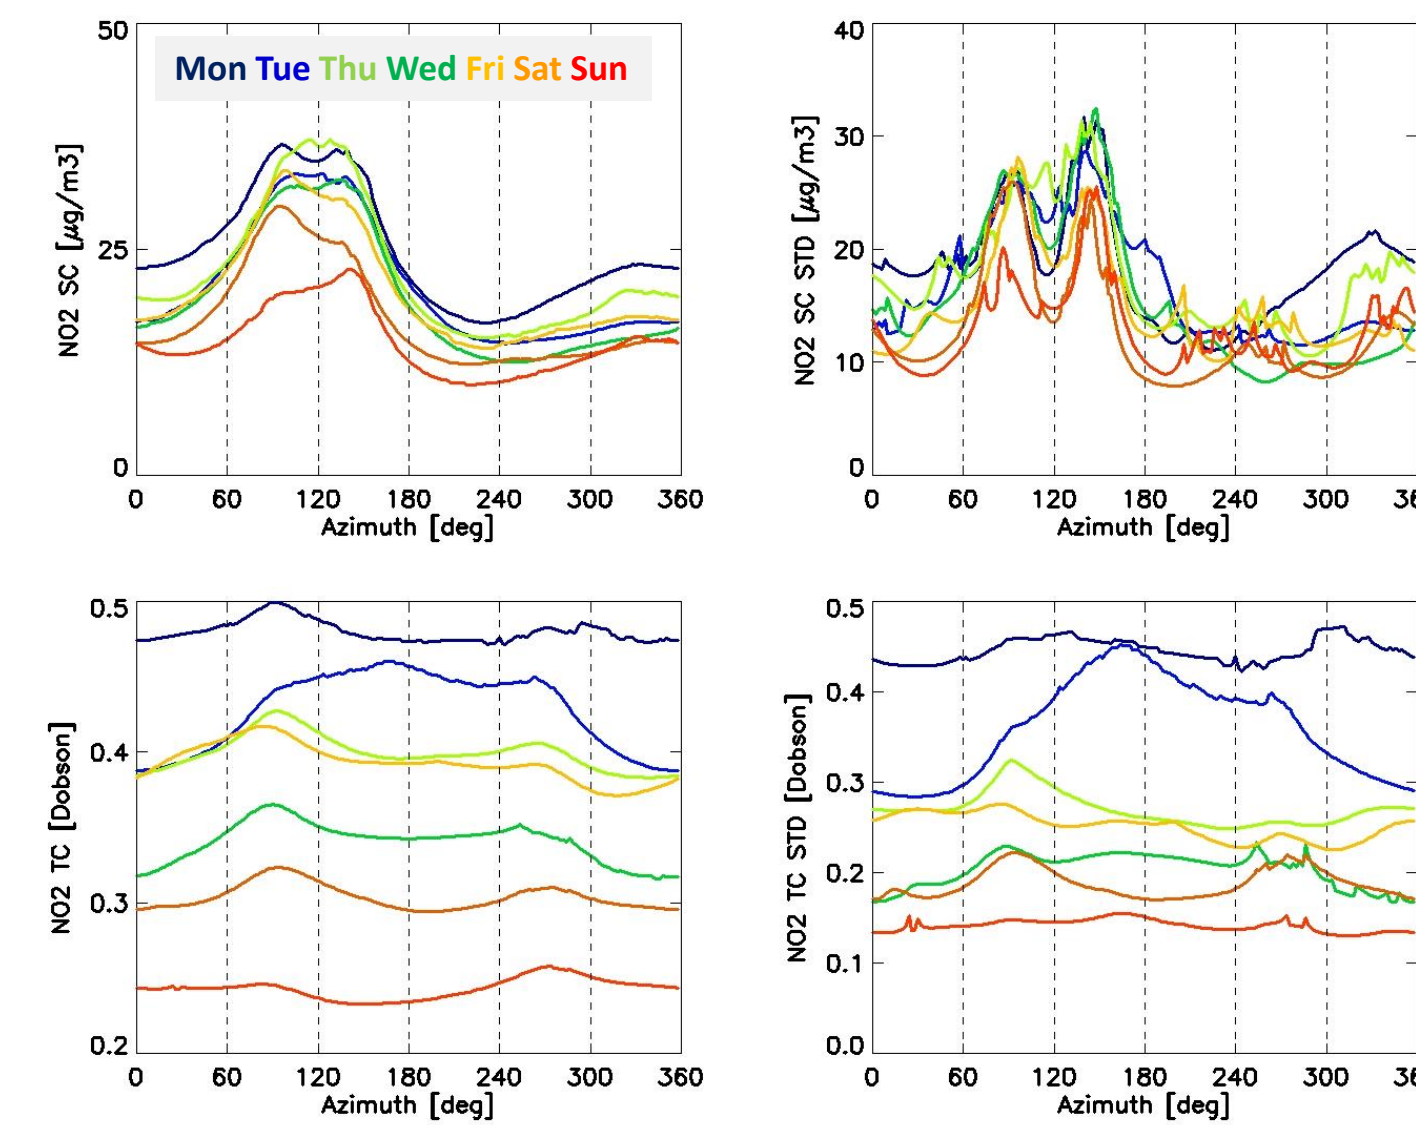 Mon Tue Thu Wed Fri Sat Sun
50
25
0
NO2 SC [µg/m3]
0 60 120 180 240 300 360
Azimuth [deg]
40
30
20
10
0
NO2 SC STD [µg/m3]
0 60 120 180 240 300 36
Azimuth [deg]
0.5
0.4
0.3
0.2
NO2 TC [Dobson]
0 60 120 180 240 300 360
Azimuth [deg]
0.5
0.4
0.3
0.2
0.1
0.0
NO2 TC STD [Dobson]
0 60 120 180 240 300 36
Azimuth [deg]